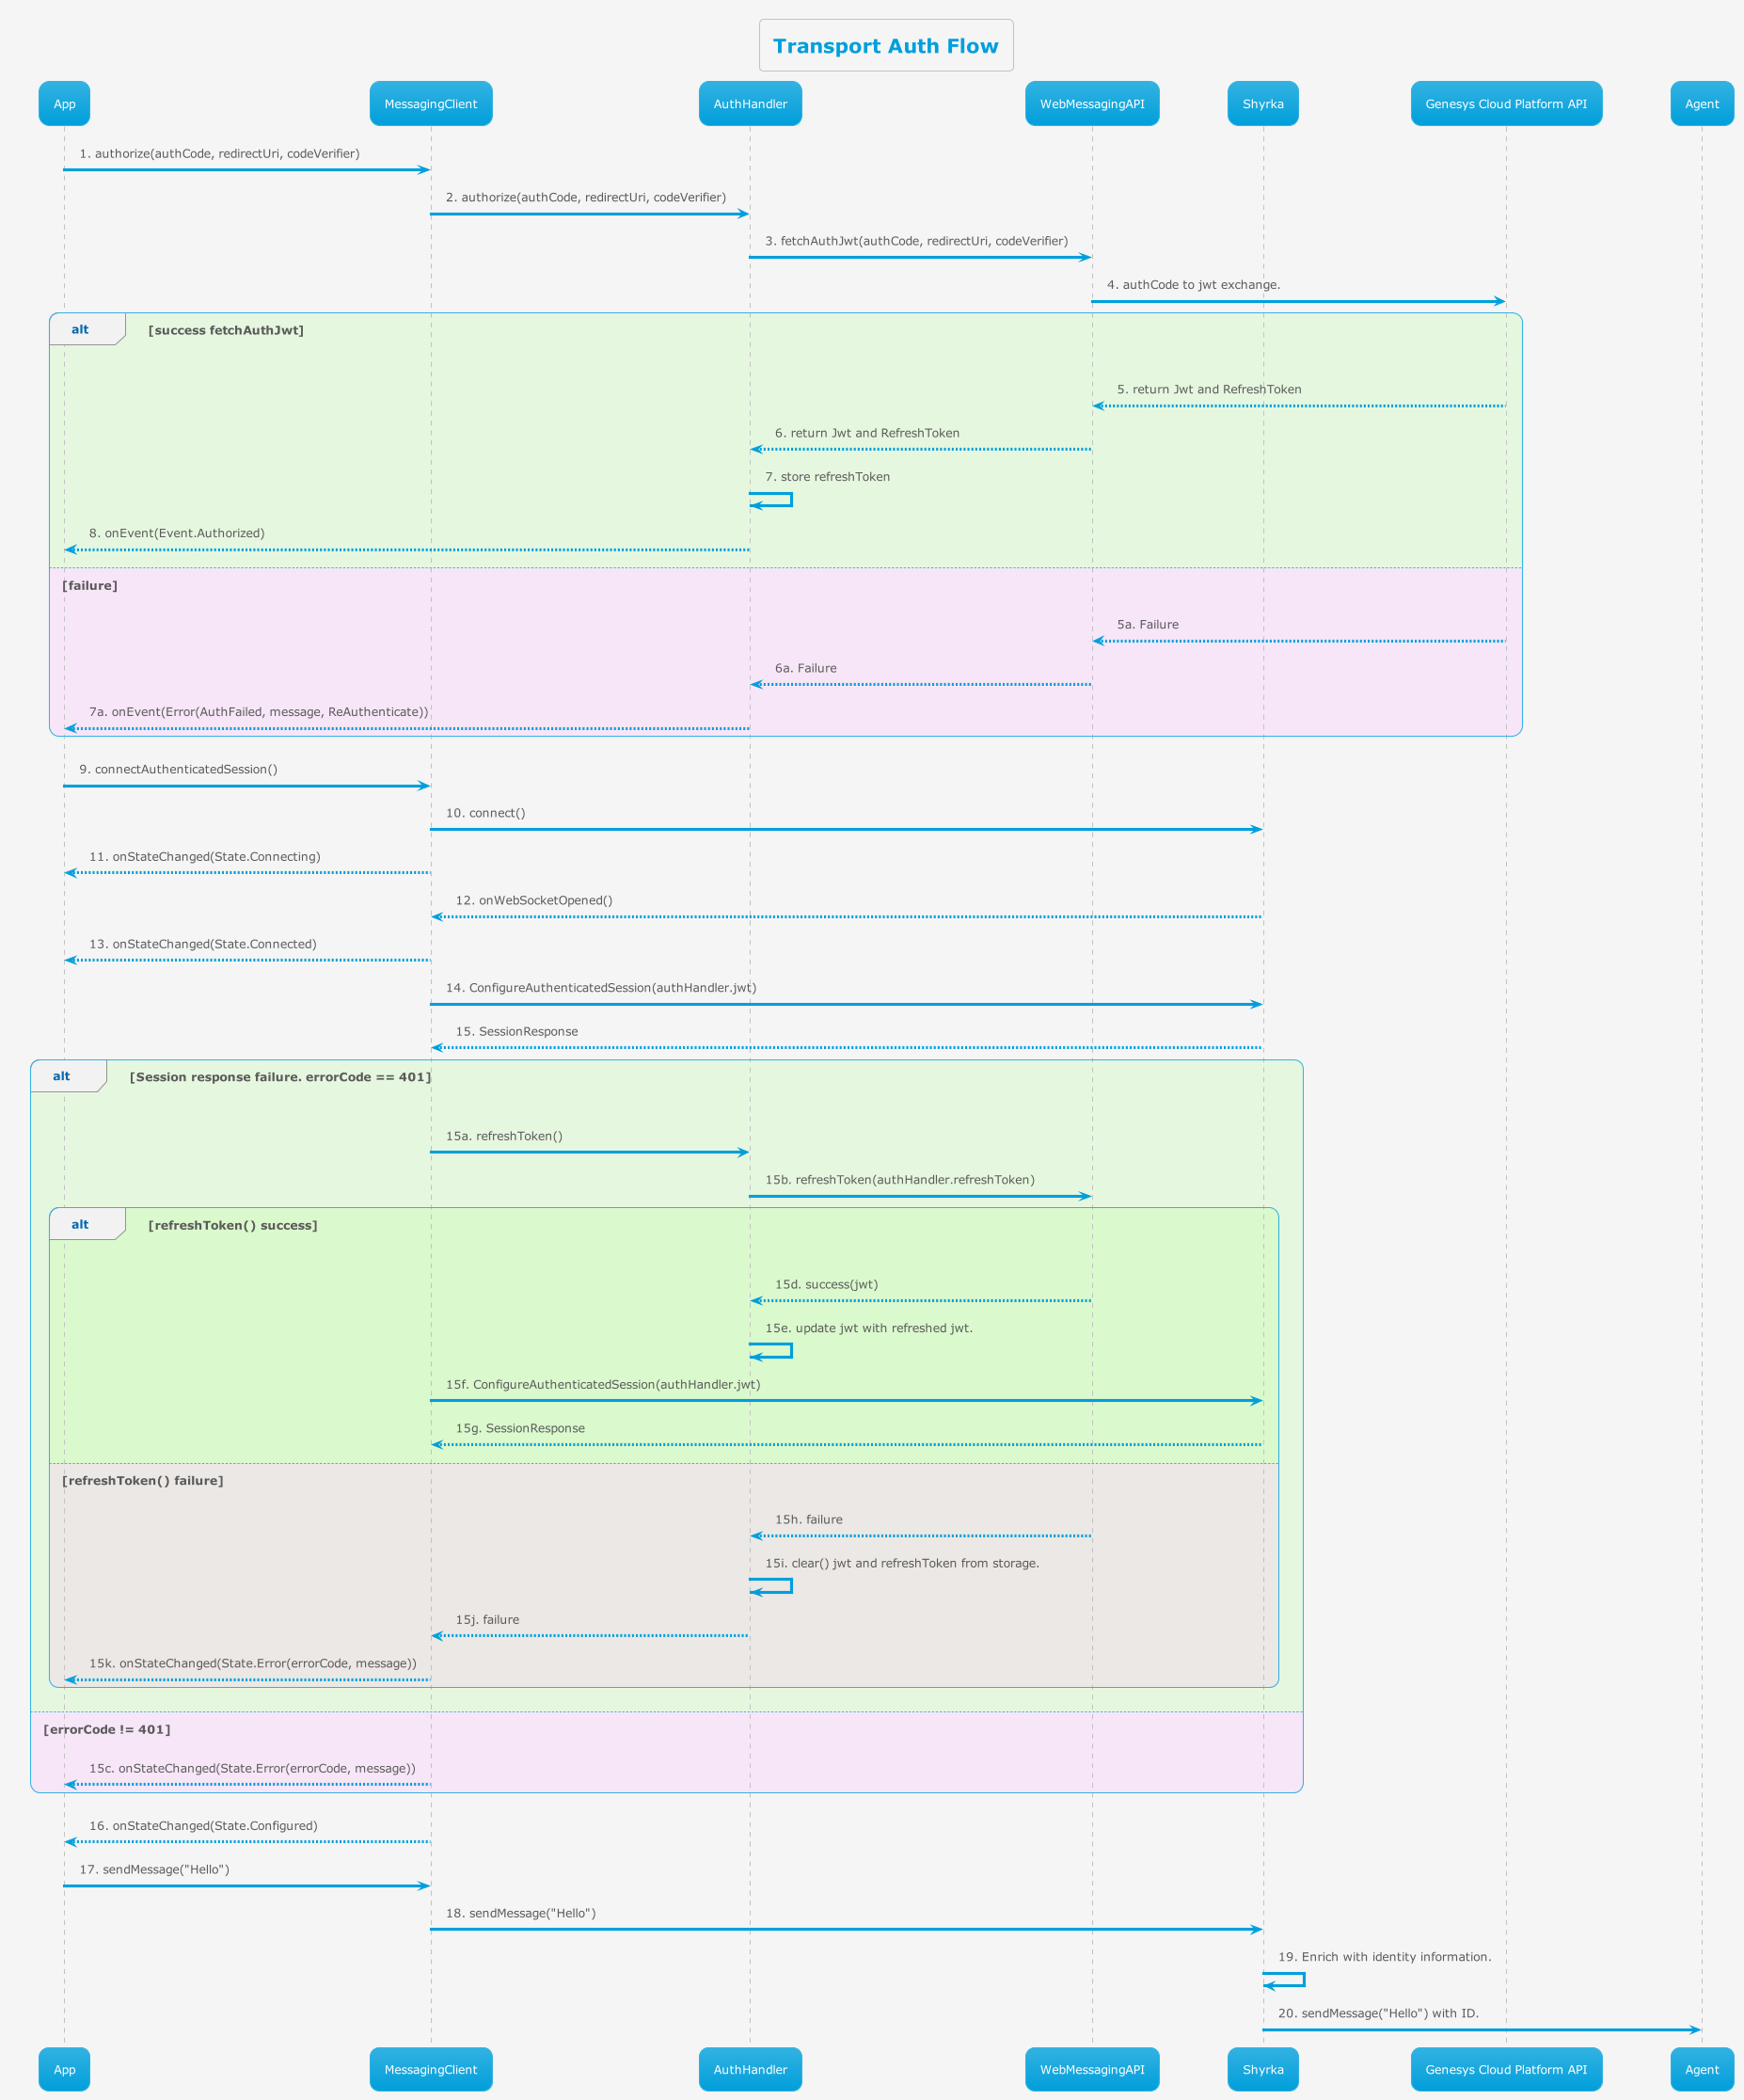 Transport Auth Flow
App
MessagingClient
AuthHandler
WebMessagingAPI
Shyrka
Genesys Cloud Platform API
Agent
1. authorize(authCode, redirectUri, codeVerifier)
2. authorize(authCode, redirectUri, codeVerifier)
3. fetchAuthJwt(authCode, redirectUri, codeVerifier)
4. authCode to jwt exchange.
alt
[success fetchAuthJwt]
5. return Jwt and RefreshToken
6. return Jwt and RefreshToken
7. store refreshToken
8. onEvent(Event.Authorized)
[failure]
5a. Failure
6a. Failure
7a. onEvent(Error(AuthFailed, message, ReAuthenticate))
9. connectAuthenticatedSession()
10. connect()
11. onStateChanged(State.Connecting)
12. onWebSocketOpened()
13. onStateChanged(State.Connected)
14. ConfigureAuthenticatedSession(authHandler.jwt)
15. SessionResponse
alt
[Session response failure. errorCode == 401]
15a. refreshToken()
15b. refreshToken(authHandler.refreshToken)
alt
[refreshToken() success]
15d. success(jwt)
15e. update jwt with refreshed jwt.
15f. ConfigureAuthenticatedSession(authHandler.jwt)
15g. SessionResponse
[refreshToken() failure]
15h. failure
15i. clear() jwt and refreshToken from storage.
15j. failure
15k. onStateChanged(State.Error(errorCode, message))
[errorCode != 401]
15c. onStateChanged(State.Error(errorCode, message))
16. onStateChanged(State.Configured)
17. sendMessage("Hello")
18. sendMessage("Hello")
19. Enrich with identity information.
20. sendMessage("Hello") with ID.
App
MessagingClient
AuthHandler
WebMessagingAPI
Shyrka
Genesys Cloud Platform API
Agent